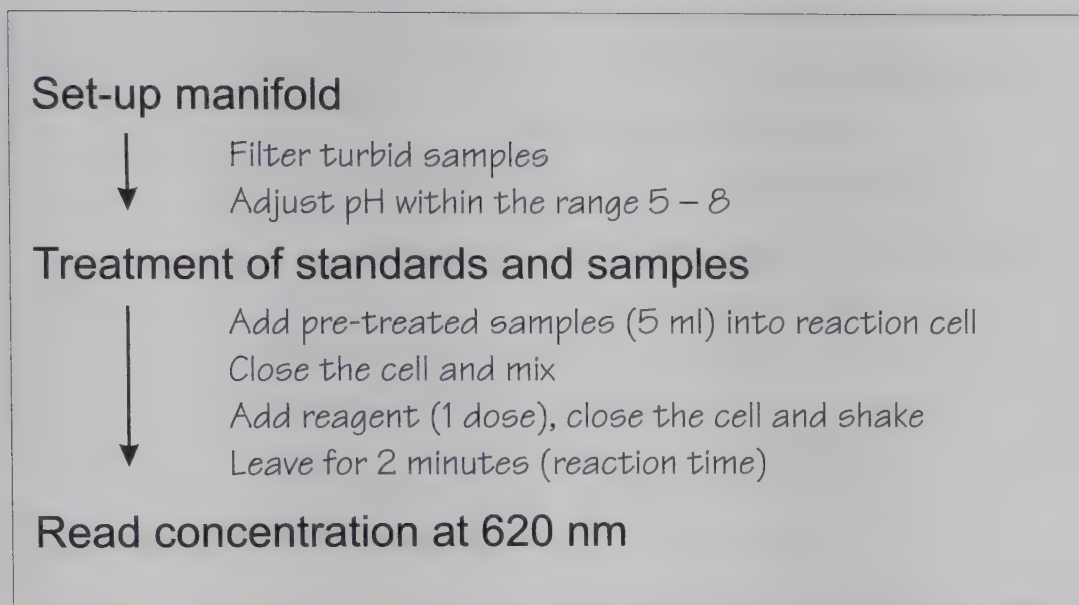 Set-up manifold
Filter turbid samples
Adjust pH within the range 5 – 8
Treatment of standards and samples
Add pre-treated samples (5 ml) into reaction cell
Close the cell and mix
Add reagent (1 dose), close the cell and shake
Leave for 2 minutes (reaction time)
Read concentration at 620 nm